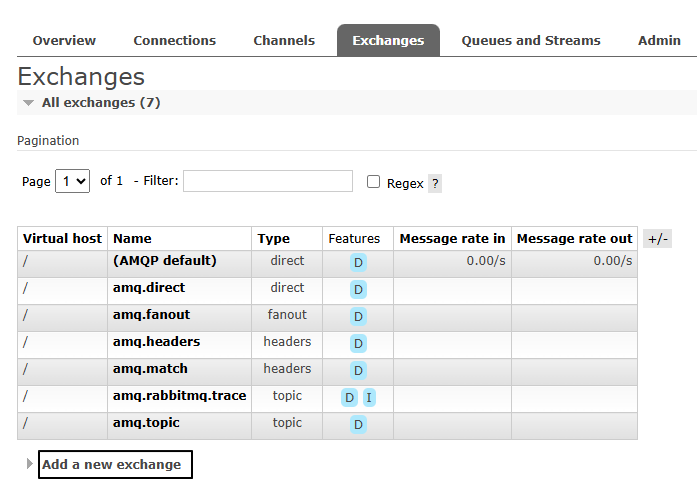 Overview Connections Channels Exchanges Queues and Streams Admin
Exchanges
All exchanges (7)
Pagination
Page 1 of 1 - Filter: Regex ?
Virtual host Name Type Features Message rate in Message rate out +/-
/ (AMQP default) direct D 0.00/s 0.00/s
/ amq.direct direct D
/ amq.fanout fanout D
/ amq.headers headers D
/ amq.match headers D
/ amq.rabbitmq.trace topic D I
/ amq.topic topic D
Add a new exchange